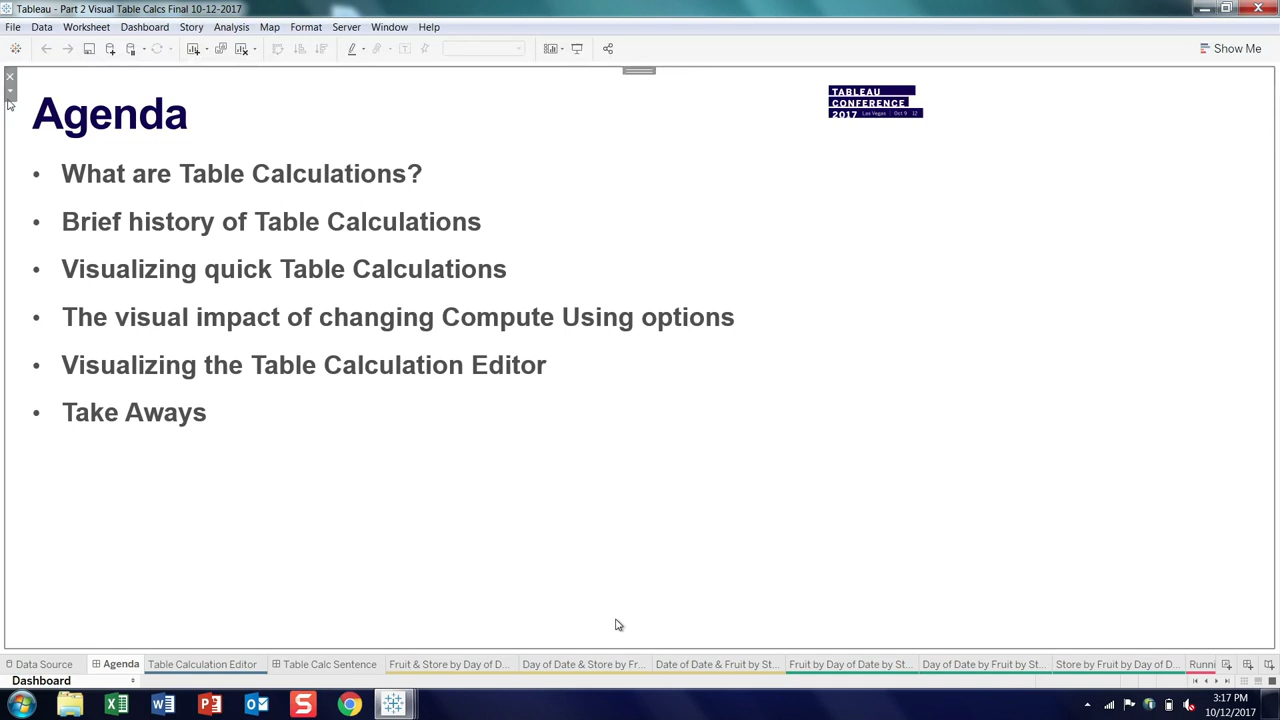 Tableau - Part 2 Visual Table Calcs Final 10-12-2017
File Data Worksheet Dashboard Story Analysis Map Format Server Window Help
Show Me
Agenda
TABLEAU
CONFERENCE
2017 Las Vegas | Oct 9 12
• What are Table Calculations?
• Brief history of Table Calculations
• Visualizing quick Table Calculations
• The visual impact of changing Compute Using options
• Visualizing the Table Calculation Editor
• Take Aways
Data Source Agenda Table Calculation Editor Table Calc Sentence Fruit & Store by Day of D... Day of Date & Store by Fr... Date of Date & Fruit by St... Fruit by Day of Date by St... Day of Date by Fruit by St... Store by Fruit by Day of D... Runni
Dashboard
3:17 PM
10/12/2017